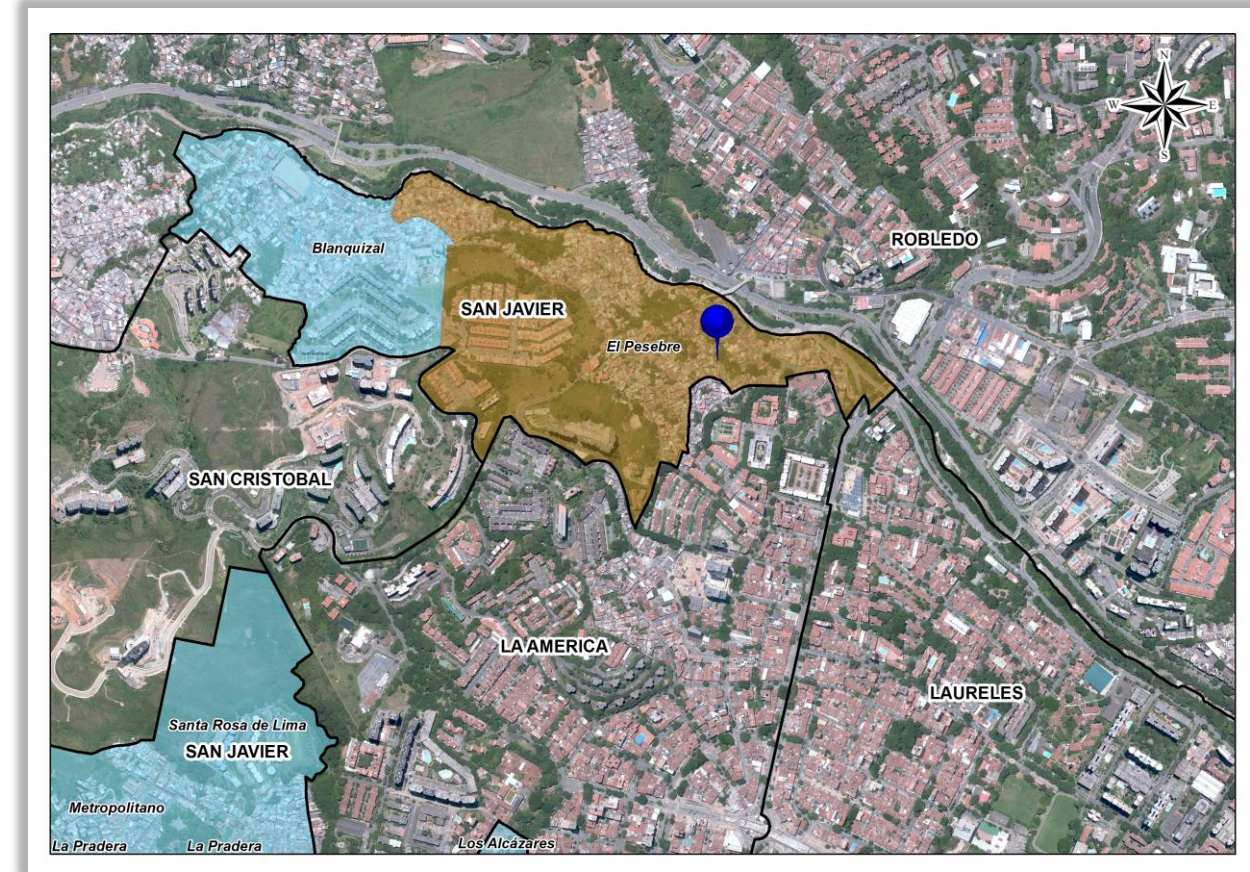 N
W E
S
ROBLEDO
Blanquizal
SAN JAVIER
El Pesebre
SAN CRISTOBAL
LA AMERICA
LAURELES
Santa Rosa de Lima
SAN JAVIER
Metropolitano
La Pradera
La Pradera
Los Alcázares